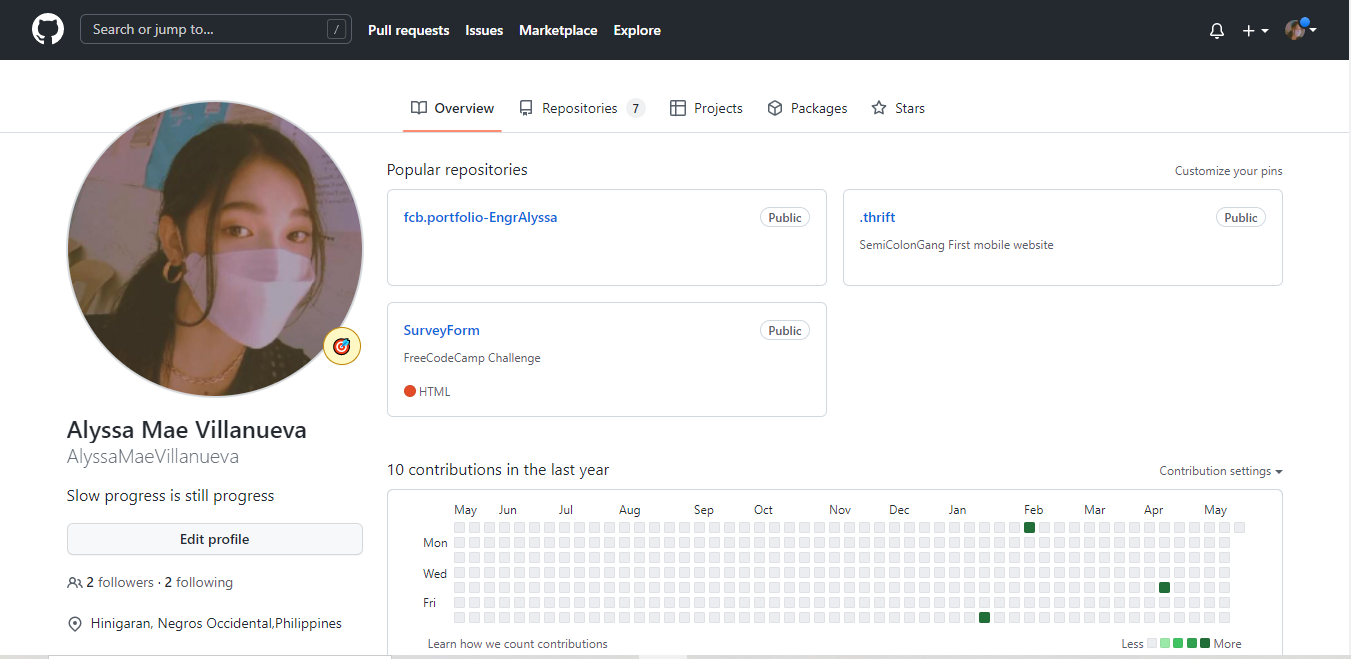 Search or jump to... /
Pull requests Issues Marketplace Explore
Overview Repositories 7 Projects Packages Stars
Popular repositories Customize your pins
fcb.portfolio-EngrAlyssa Public
.thrift Public
SemiColonGang First mobile website
SurveyForm Public
FreeCodeCamp Challenge
HTML
Alyssa Mae Villanueva
AlyssaMaeVillanueva
Slow progress is still progress
Edit profile
2 followers · 2 following
Hinigaran, Negros Occidental,Philippines
10 contributions in the last year Contribution settings
May Jun Jul Aug Sep Oct Nov Dec Jan Feb Mar Apr May
Mon
Wed
Fri
Learn how we count contributions Less More